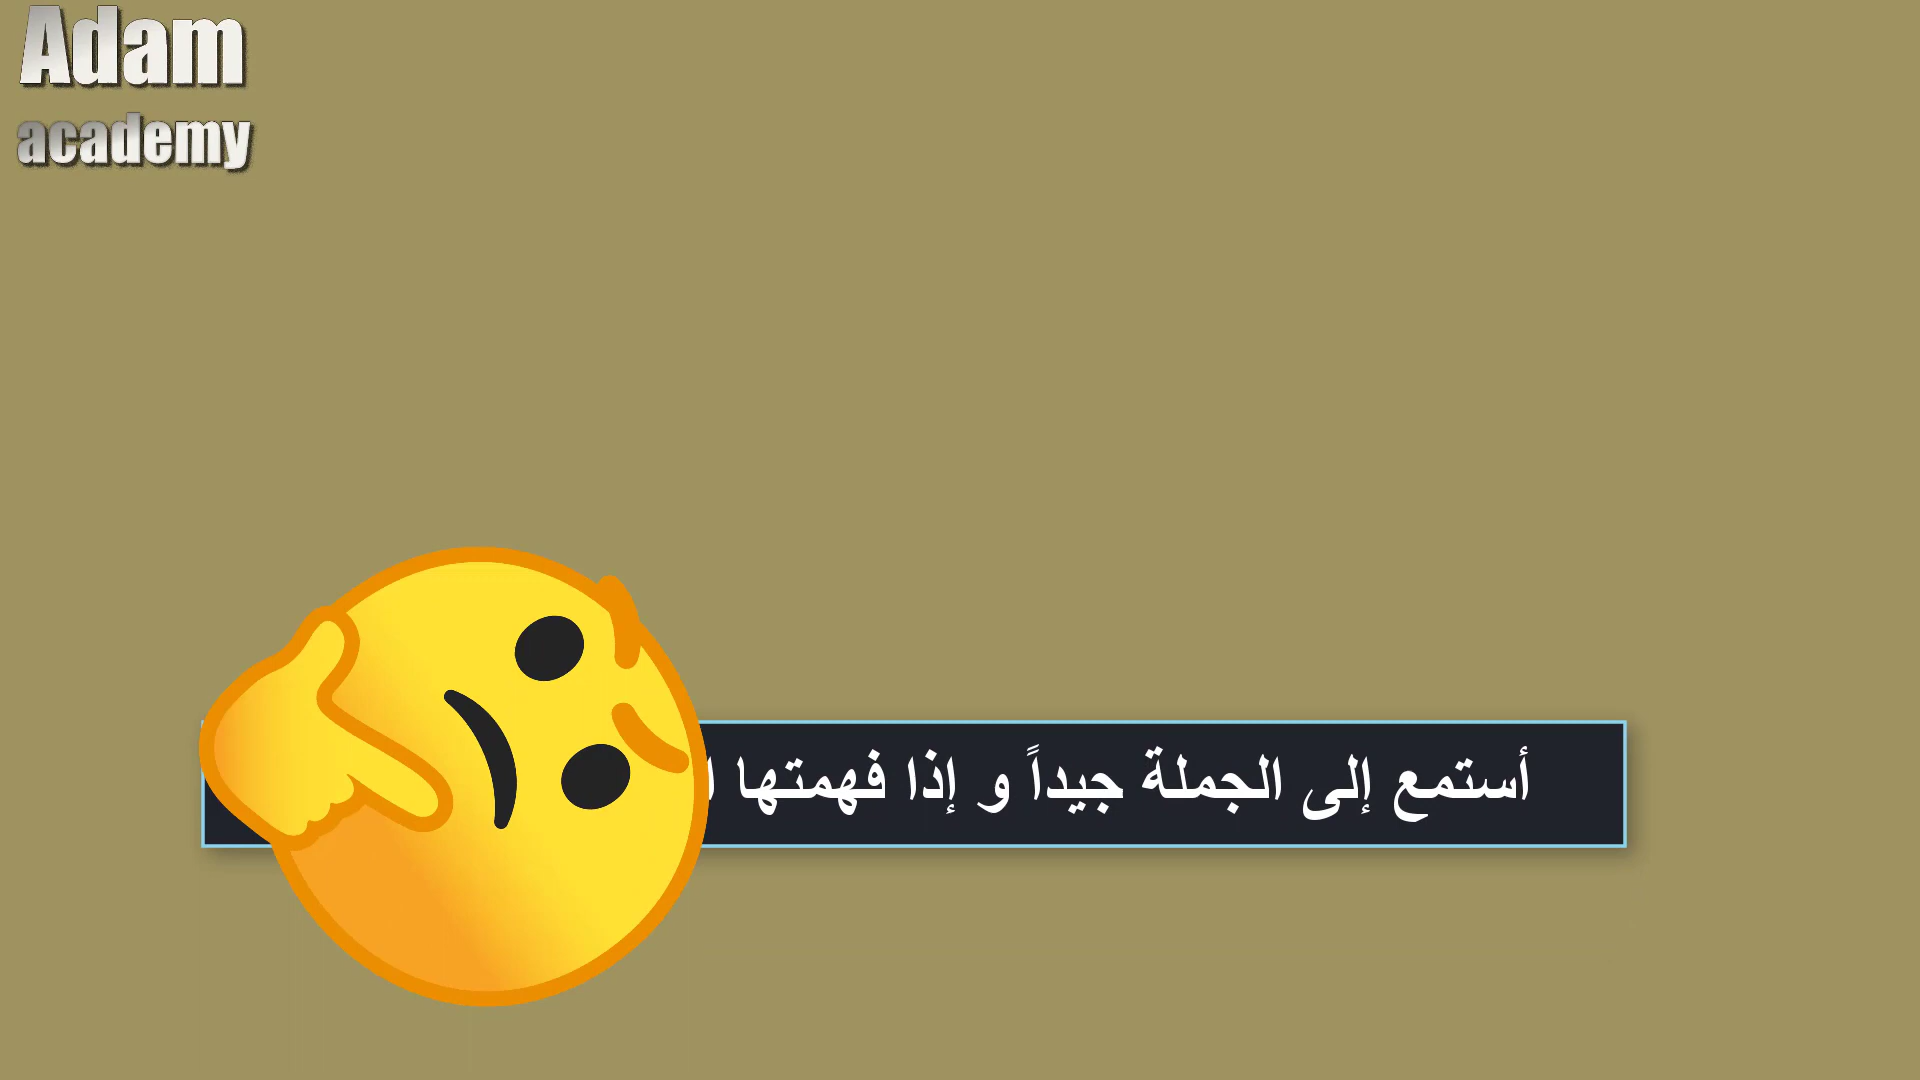 Adam
academy
أستمع إلى الجملة جيداً و إذا فهمتها